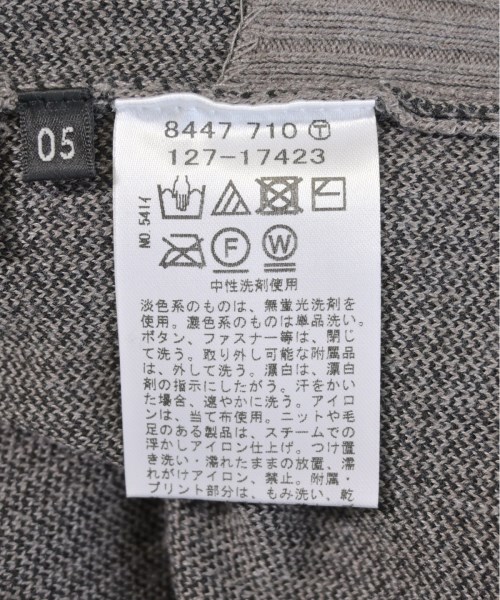 05
8447 710 Ⓣ
127-17423
NO.541イ
F
W
中性洗剤使用
淡色系のものは、無蛍光洗剤を
使用。濃色系のものは単品洗い。
ボタン、ファスナー等は、閉じ
て洗う。取り外し可能な附属品
は、外して洗う。漂白は、漂白
剤の指示にしたがう。汗をかい
た場合、速やかに洗う。アイロ
ンは、当て布使用。ニットや毛
足のある製品は、スチームでの
浮かしアイロン仕上げ。つけ置
き洗い・濡れたままの放置、濡
れがけアイロン、禁止。附属・
プリント部分は、もみ洗い、乾